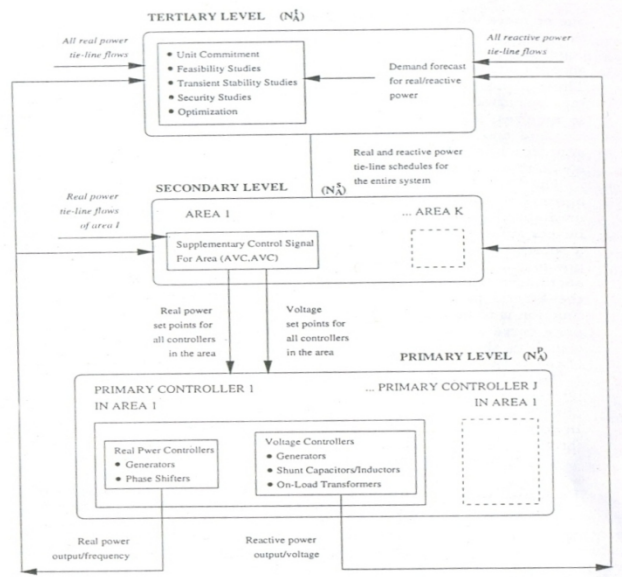 TERTIARY LEVEL (N_A^t)
All real power
tie-line flows
All reactive power
tie-line flows
• Unit Commitment
• Feasibility Studies
• Transient Stability Studies
• Security Studies
• Optimization
Demand forecast
for real/reactive
power
Real and reactive power
tie-line schedules for
the entire system
SECONDARY LEVEL (N_A^s)
Real power
tie-line flows
of area I
AREA 1
... AREA K
Supplementary Control Signal
For Area (AVC,AVC)
Real power
set points for
all controllers
in the area
Voltage
set points for
all controllers
in the area
PRIMARY LEVEL (N_A^p)
PRIMARY CONTROLLER 1
IN AREA 1
... PRIMARY CONTROLLER J
IN AREA 1
Real Pwer Controllers
• Generators
• Phase Shifters
Voltage Controllers
• Generators
• Shunt Capacitors/Inductors
• On-Load Transformers
Real power
output/frequency
Reactive power
output/voltage